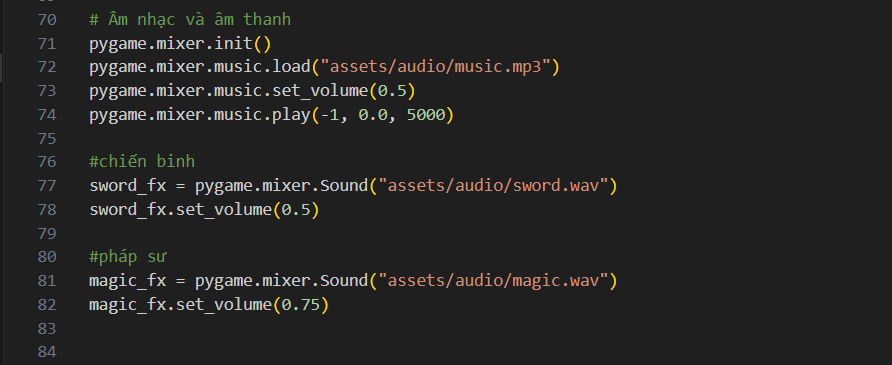 70 # Âm nhạc và âm thanh
71 pygame.mixer.init()
72 pygame.mixer.music.load("assets/audio/music.mp3")
73 pygame.mixer.music.set_volume(0.5)
74 pygame.mixer.music.play(-1, 0.0, 5000)
75
76 #chiến binh
77 sword_fx = pygame.mixer.Sound("assets/audio/sword.wav")
78 sword_fx.set_volume(0.5)
79
80 #pháp sư
81 magic_fx = pygame.mixer.Sound("assets/audio/magic.wav")
82 magic_fx.set_volume(0.75)
83
84